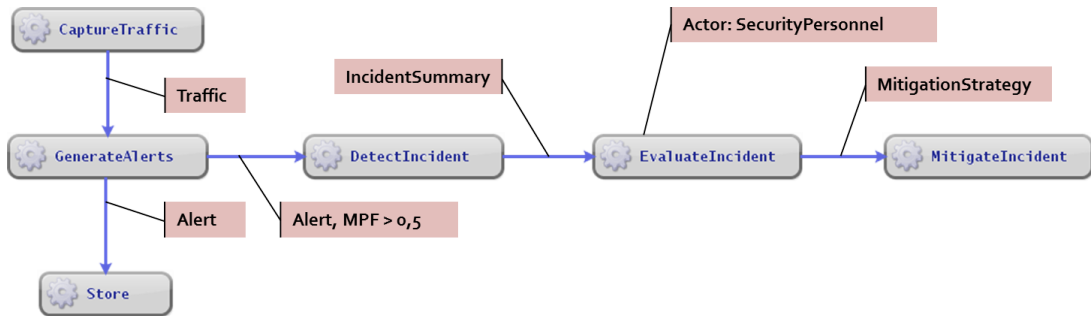 CaptureTraffic
Actor: SecurityPersonnel
IncidentSummary
MitigationStrategy
Traffic
GenerateAlerts
DetectIncident
EvaluateIncident
MitigateIncident
Alert
Alert, MPF > 0,5
Store